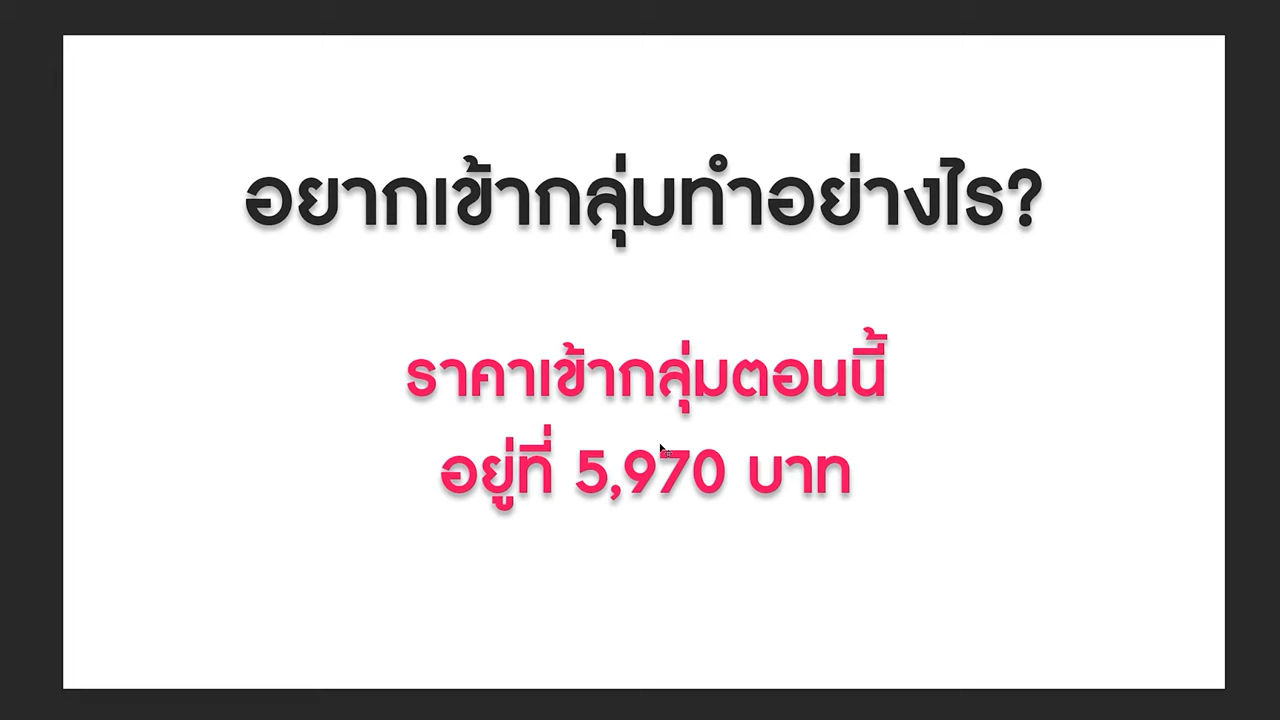 อยากเข้ากลุ่มทำอย่างไร?
ราคาเข้ากลุ่มตอนนี้
อยู่ที่ 5,970 บาท